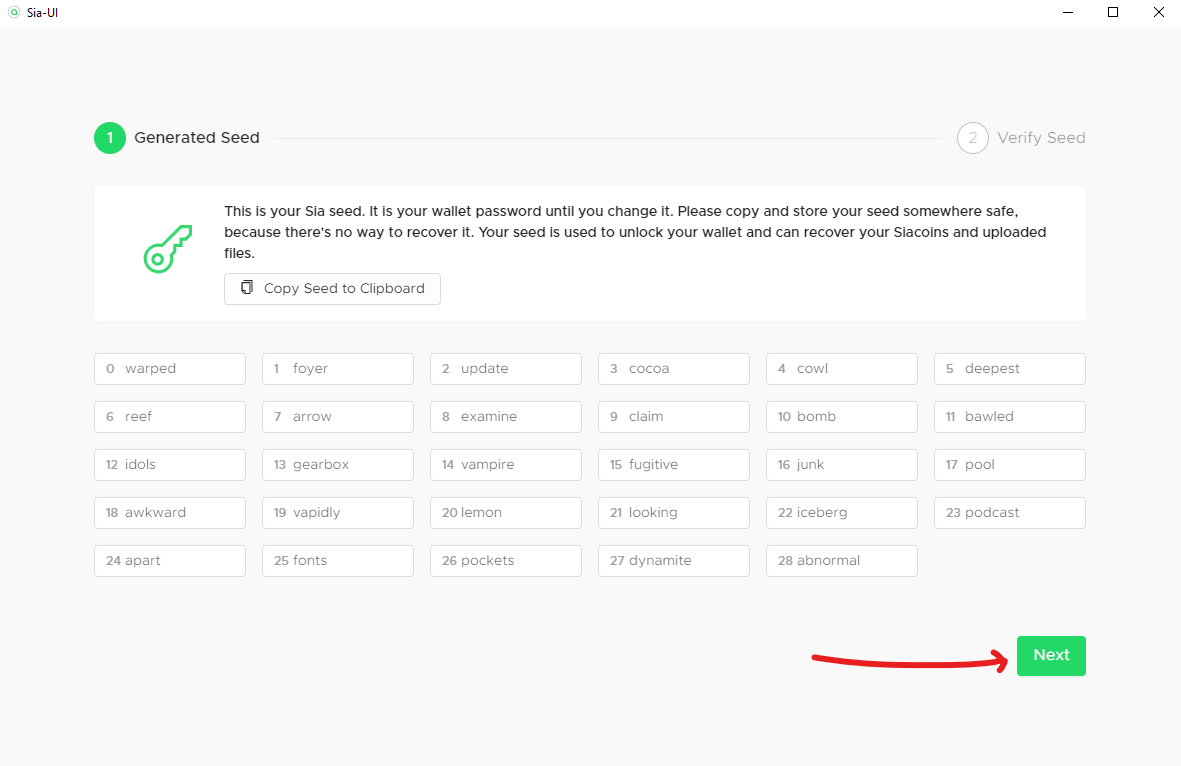 Sia-UI
1 Generated Seed 2 Verify Seed
This is your Sia seed. It is your wallet password until you change it. Please copy and store your seed somewhere safe,
because there's no way to recover it. Your seed is used to unlock your wallet and can recover your Siacoins and uploaded
files.
Copy Seed to Clipboard
0 warped 1 foyer 2 update 3 cocoa 4 cowl 5 deepest
6 reef 7 arrow 8 examine 9 claim 10 bomb 11 bawled
12 idols 13 gearbox 14 vampire 15 fugitive 16 junk 17 pool
18 awkward 19 vapidly 20 lemon 21 looking 22 iceberg 23 podcast
24 apart 25 fonts 26 pockets 27 dynamite 28 abnormal
Next